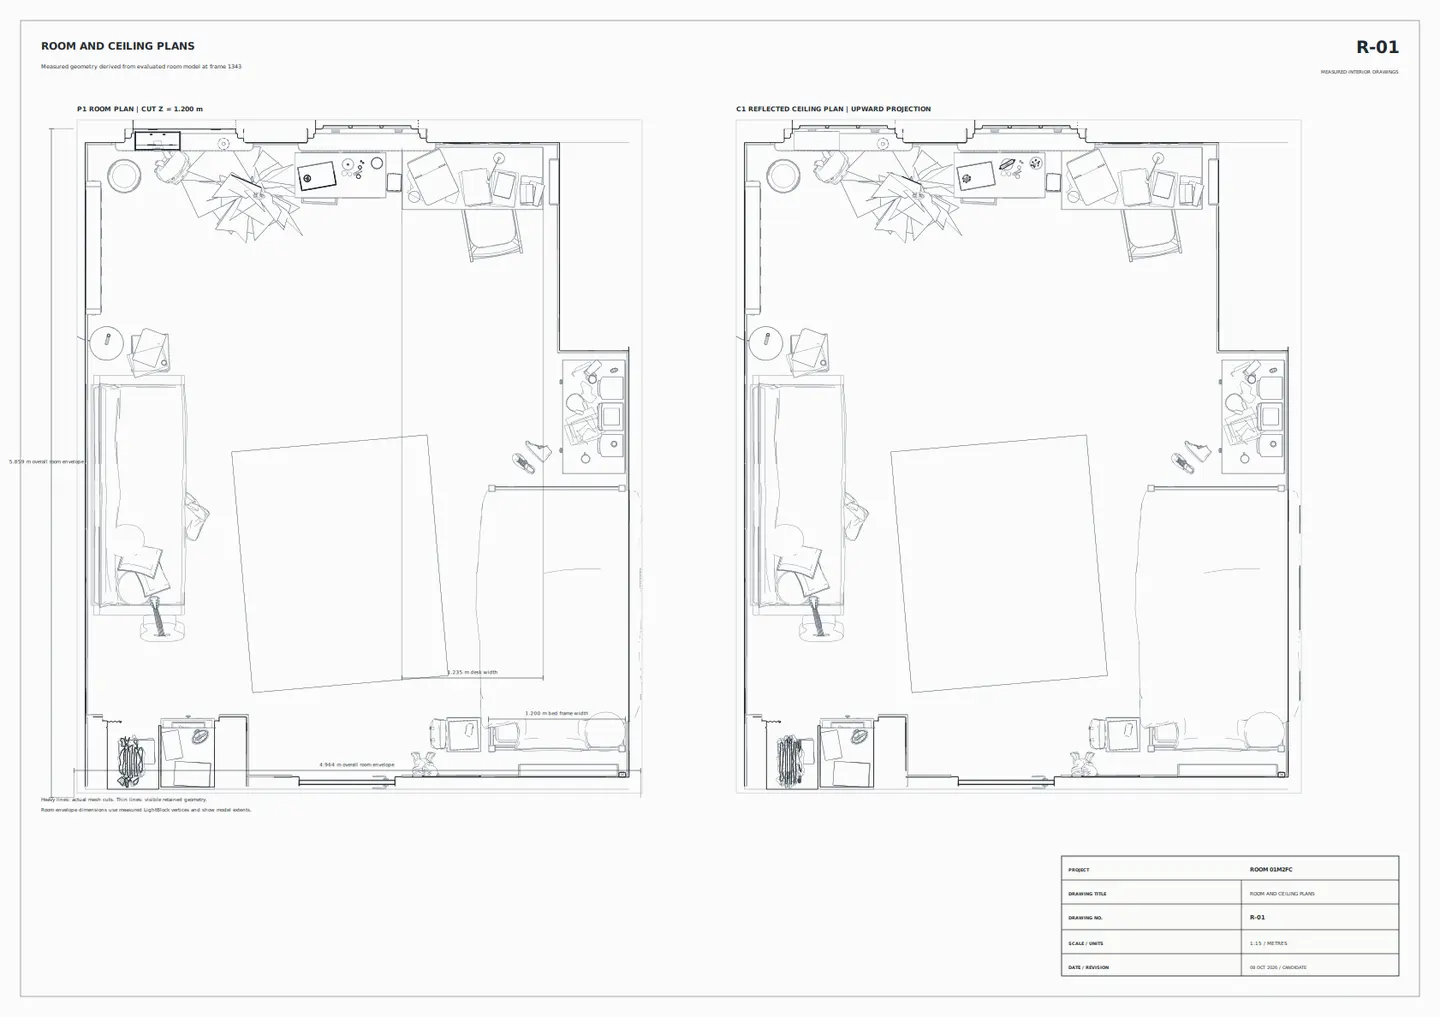 ROOM AND CEILING PLANS
Measured geometry derived from evaluated room model at frame 1343
R-01
MEASURED INTERIOR DRAWINGS
P1 ROOM PLAN | CUT Z = 1.200 m
C1 REFLECTED CEILING PLAN | UPWARD PROJECTION
5.859 m overall room envelope
1.235 m desk width
1.200 m bed frame width
4.964 m overall room envelope
Heavy lines: actual mesh cuts. Thin lines: visible retained geometry.
Room envelope dimensions use measured LightBlock vertices and show model extents.
PROJECT
ROOM 01M2FC
DRAWING TITLE
ROOM AND CEILING PLANS
DRAWING NO.
R-01
SCALE / UNITS
1:15 / METRES
DATE / REVISION
08 OCT 2026 / CANDIDATE